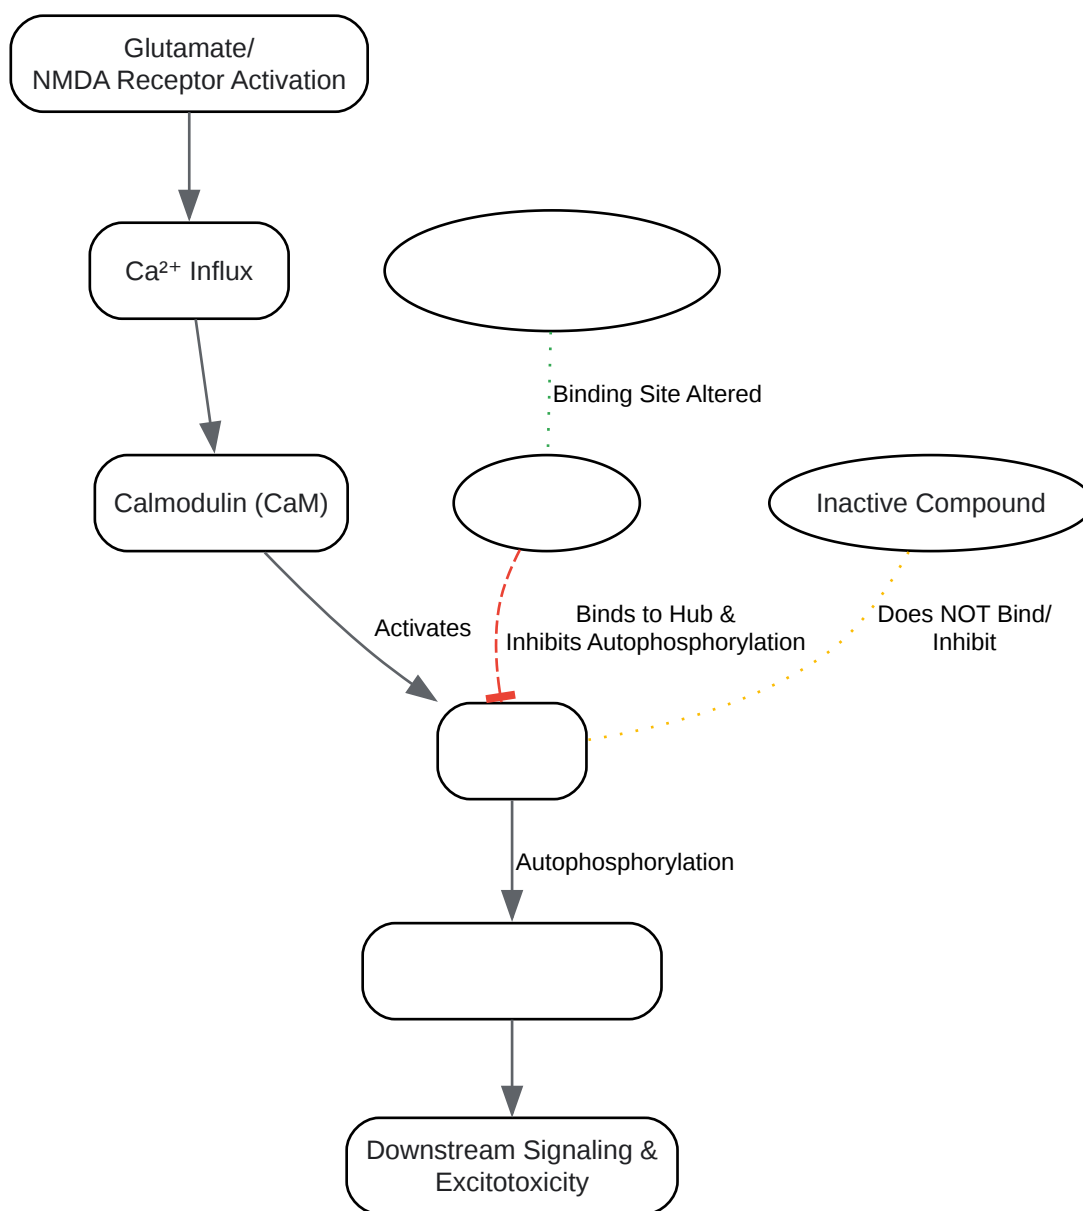 Glutamate/
NMDA Receptor Activation
Ca²⁺ Influx
Binding Site Altered
Calmodulin (CaM)
Inactive Compound
Activates
Binds to Hub &
Inhibits Autophosphorylation
Does NOT Bind/
Inhibit
Autophosphorylation
Downstream Signaling &
Excitotoxicity